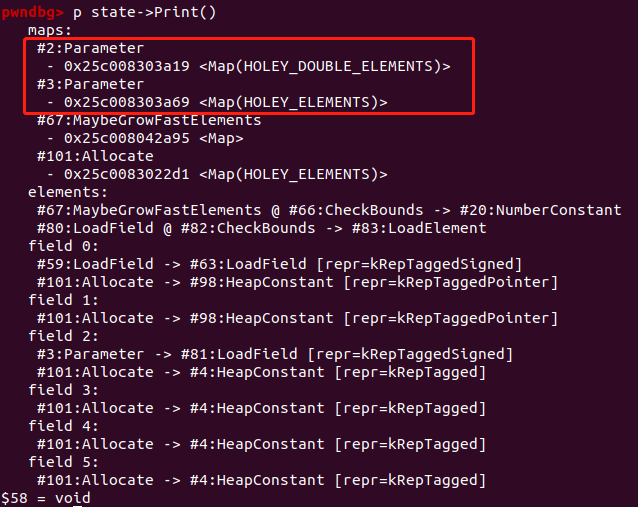 pwndbg> p state->Print()
maps:
#2:Parameter
- 0x25c008303a19 <Map(HOLEY_DOUBLE_ELEMENTS)>
#3:Parameter
- 0x25c008303a69 <Map(HOLEY_ELEMENTS)>
#67:MaybeGrowFastElements
- 0x25c008042a95 <Map>
#101:Allocate
- 0x25c0083022d1 <Map(HOLEY_ELEMENTS)>
elements:
#67:MaybeGrowFastElements @ #66:CheckBounds -> #20:NumberConstant
#80:LoadField @ #82:CheckBounds -> #83:LoadElement
field 0:
#59:LoadField -> #63:LoadField [repr=kRepTaggedSigned]
#101:Allocate -> #98:HeapConstant [repr=kRepTaggedPointer]
field 1:
#101:Allocate -> #98:HeapConstant [repr=kRepTaggedPointer]
field 2:
#3:Parameter -> #81:LoadField [repr=kRepTaggedSigned]
#101:Allocate -> #4:HeapConstant [repr=kRepTagged]
field 3:
#101:Allocate -> #4:HeapConstant [repr=kRepTagged]
field 4:
#101:Allocate -> #4:HeapConstant [repr=kRepTagged]
field 5:
#101:Allocate -> #4:HeapConstant [repr=kRepTagged]
$58 = void